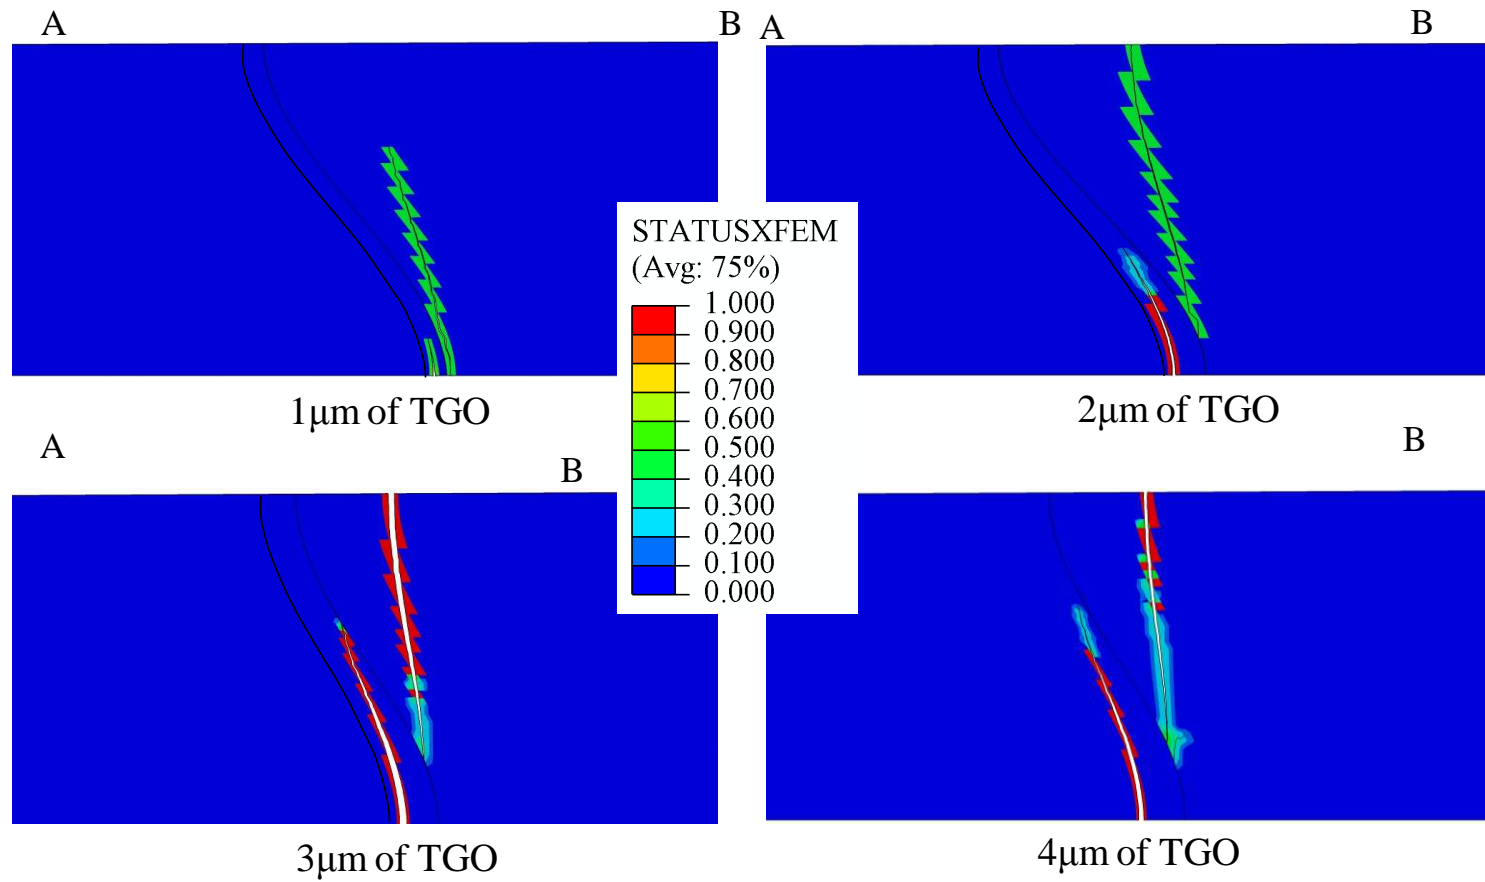 A
B
A
B
STATUSXFEM
(Avg: 75%)
1.000
0.900
0.800
0.700
0.600
0.500
0.400
0.300
0.200
0.100
0.000
1μm of TGO
2μm of TGO
A
B
B
3μm of TGO
4μm of TGO